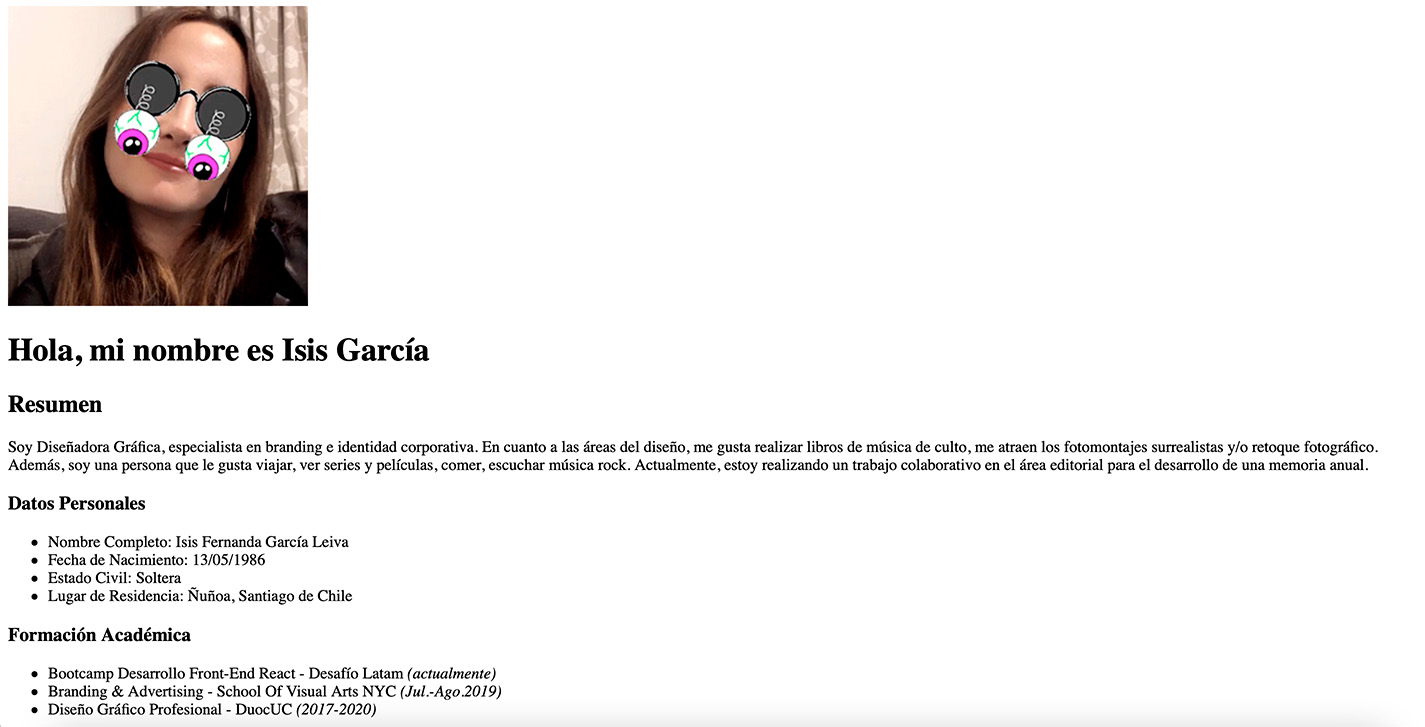 Hola, mi nombre es Isis García
Resumen
Soy Diseñadora Gráfica, especialista en branding e identidad corporativa. En cuanto a las áreas del diseño, me gusta realizar libros de música de culto, me atraen los fotomontajes surrealistas y/o retoque fotográfico.
Además, soy una persona que le gusta viajar, ver series y películas, comer, escuchar música rock. Actualmente, estoy realizando un trabajo colaborativo en el área editorial para el desarrollo de una memoria anual.
Datos Personales
• Nombre Completo: Isis Fernanda García Leiva
• Fecha de Nacimiento: 13/05/1986
• Estado Civil: Soltera
• Lugar de Residencia: Ñuñoa, Santiago de Chile
Formación Académica
• Bootcamp Desarrollo Front-End React - Desafío Latam (actualmente)
• Branding & Advertising - School Of Visual Arts NYC (Jul.-Ago.2019)
• Diseño Gráfico Profesional - DuocUC (2017-2020)